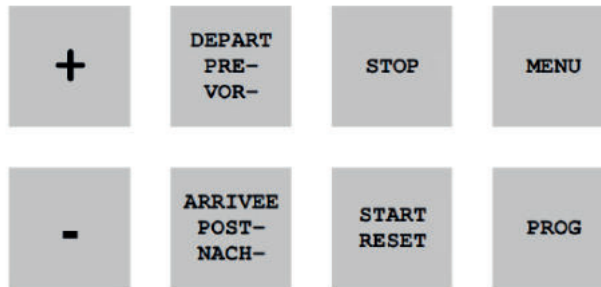 +
DEPART
PRE-
VOR-
STOP
MENU
-
ARRIVEE
POST-
NACH-
START
RESET
PROG